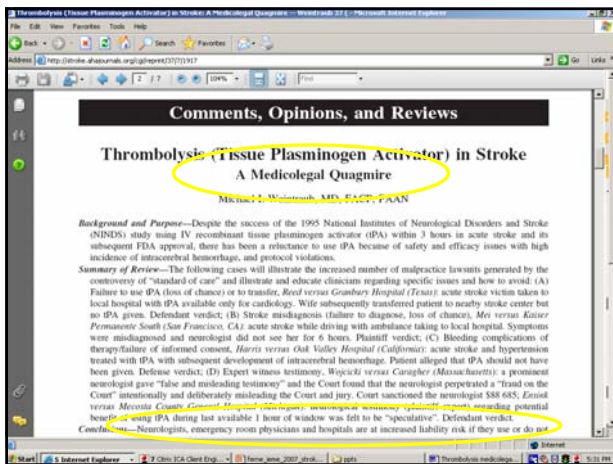 Thrombolysis (Tissue Plasminogen Activator) in Stroke: A Medicolegal Quagmire -- Weintraub 37 ( - Microsoft Internet Explorer
File Edit View Favorites Tools Help
Back Search Favorites
Address http://stroke.ahajournals.org/cgi/reprint/37/7/1917 Go Links
2 / 7 104% Find
Comments, Opinions, and Reviews
Thrombolysis (Tissue Plasminogen Activator) in Stroke
A Medicolegal Quagmire
Michael I. Weintraub, MD, FACP, FAAN
Background and Purpose—Despite the success of the 1995 National Institutes of Neurological Disorders and Stroke
(NINDS) study using IV recombinant tissue plasminogen activator (tPA) within 3 hours in acute stroke and its
subsequent FDA approval, there has been a reluctance to use tPA because of safety and efficacy issues with high
incidence of intracerebral hemorrhage, and protocol violations.
Summary of Review—The following cases will illustrate the increased number of malpractice lawsuits generated by the
controversy of “standard of care” and illustrate and educate clinicians regarding specific issues and how to avoid: (A)
Failure to use tPA (loss of chance) or to transfer, Reed versus Granbury Hospital (Texas): acute stroke victim taken to
local hospital with tPA available only for cardiology. Wife subsequently transferred patient to nearby stroke center but
no tPA given. Defendant verdict; (B) Stroke misdiagnosis (failure to diagnose, loss of chance), Mei versus Kaiser
Permanente South (San Francisco, CA): acute stroke while driving with ambulance taking to local hospital. Symptoms
were misdiagnosed and neurologist did not see her for 6 hours. Plaintiff verdict; (C) Bleeding complications of
therapy/failure of informed consent, Harris versus Oak Valley Hospital (California): acute stroke and hypertension
treated with tPA with subsequent development of intracerebral hemorrhage. Patient alleged that tPA should not have
been given. Defense verdict; (D) Expert witness testimony, Wojcicki versus Caragher (Massachusetts): a prominent
neurologist gave “false and misleading testimony” and the Court found that the neurologist perpetrated a “fraud on the
Court” intentionally and deliberately misleading the Court and jury. Court sanctioned the neurologist $88 685; Ensink
versus Mecosta County General Hospital neurological testimony regarding potential
benefit of using tPA during last available 1 hour of window was felt to be “speculative”. Defendant verdict.
Conclusions—Neurologists, emergency room physicians and hospitals are at increased liability risk if they use or do not
Internet
Start 5 Internet Explorer 2 Citrix ICA Client Eng... ferne_ieme_2007_strok... ppts Thrombolysis medicolega... 5:31 PM